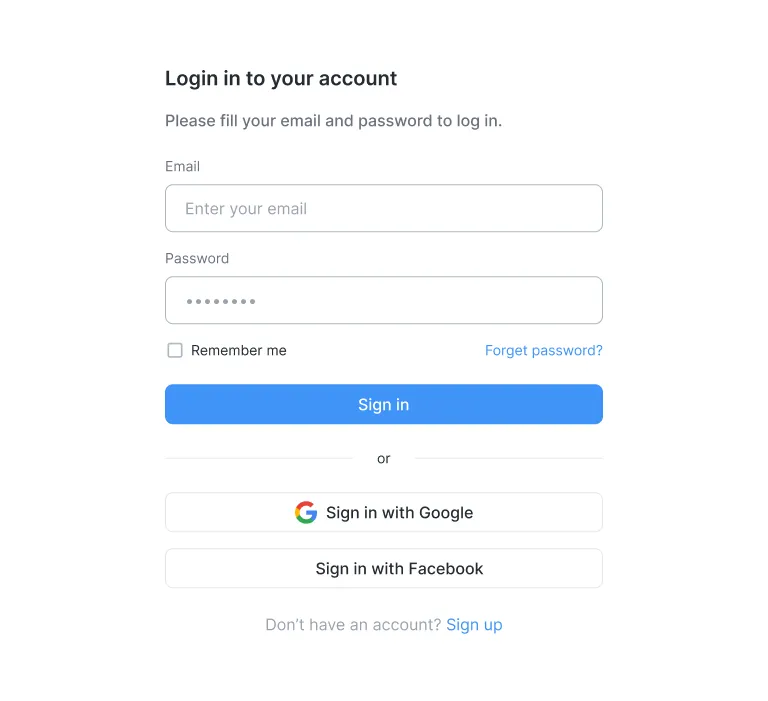 Login in to your account
Please fill your email and password to log in.
Email
Enter your email
Password
••••••••
Remember me Forget password?
Sign in
or
Sign in with Google
Sign in with Facebook
Don’t have an account? Sign up